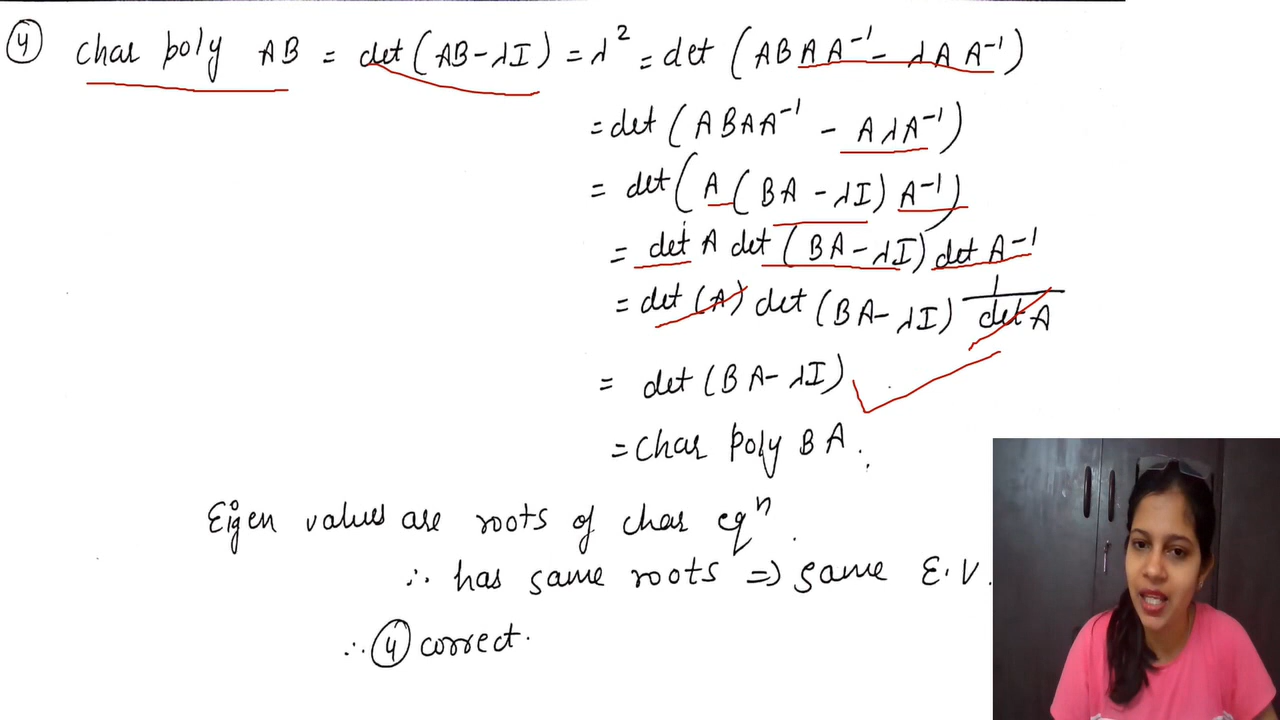 ④ Char poly AB = det(AB-λI) = λ² = det (ABAA⁻¹ - λAA⁻¹)
= det (ABAA⁻¹ - AλA⁻¹)
= det (A (BA - λI) A⁻¹)
= det A det (BA - λI) det A⁻¹
= det (A) det (BA - λI) 1/det A
= det (BA - λI)
= Char poly BA.
Eigen values are roots of char eqⁿ.
∴ has same roots ⇒ same E.V.
∴ ④ correct.